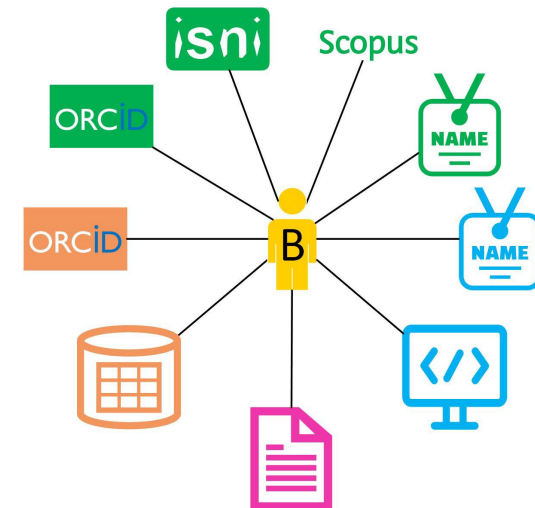 isni
Scopus
ORCiD
NAME
ORCiD
B
NAME
</>